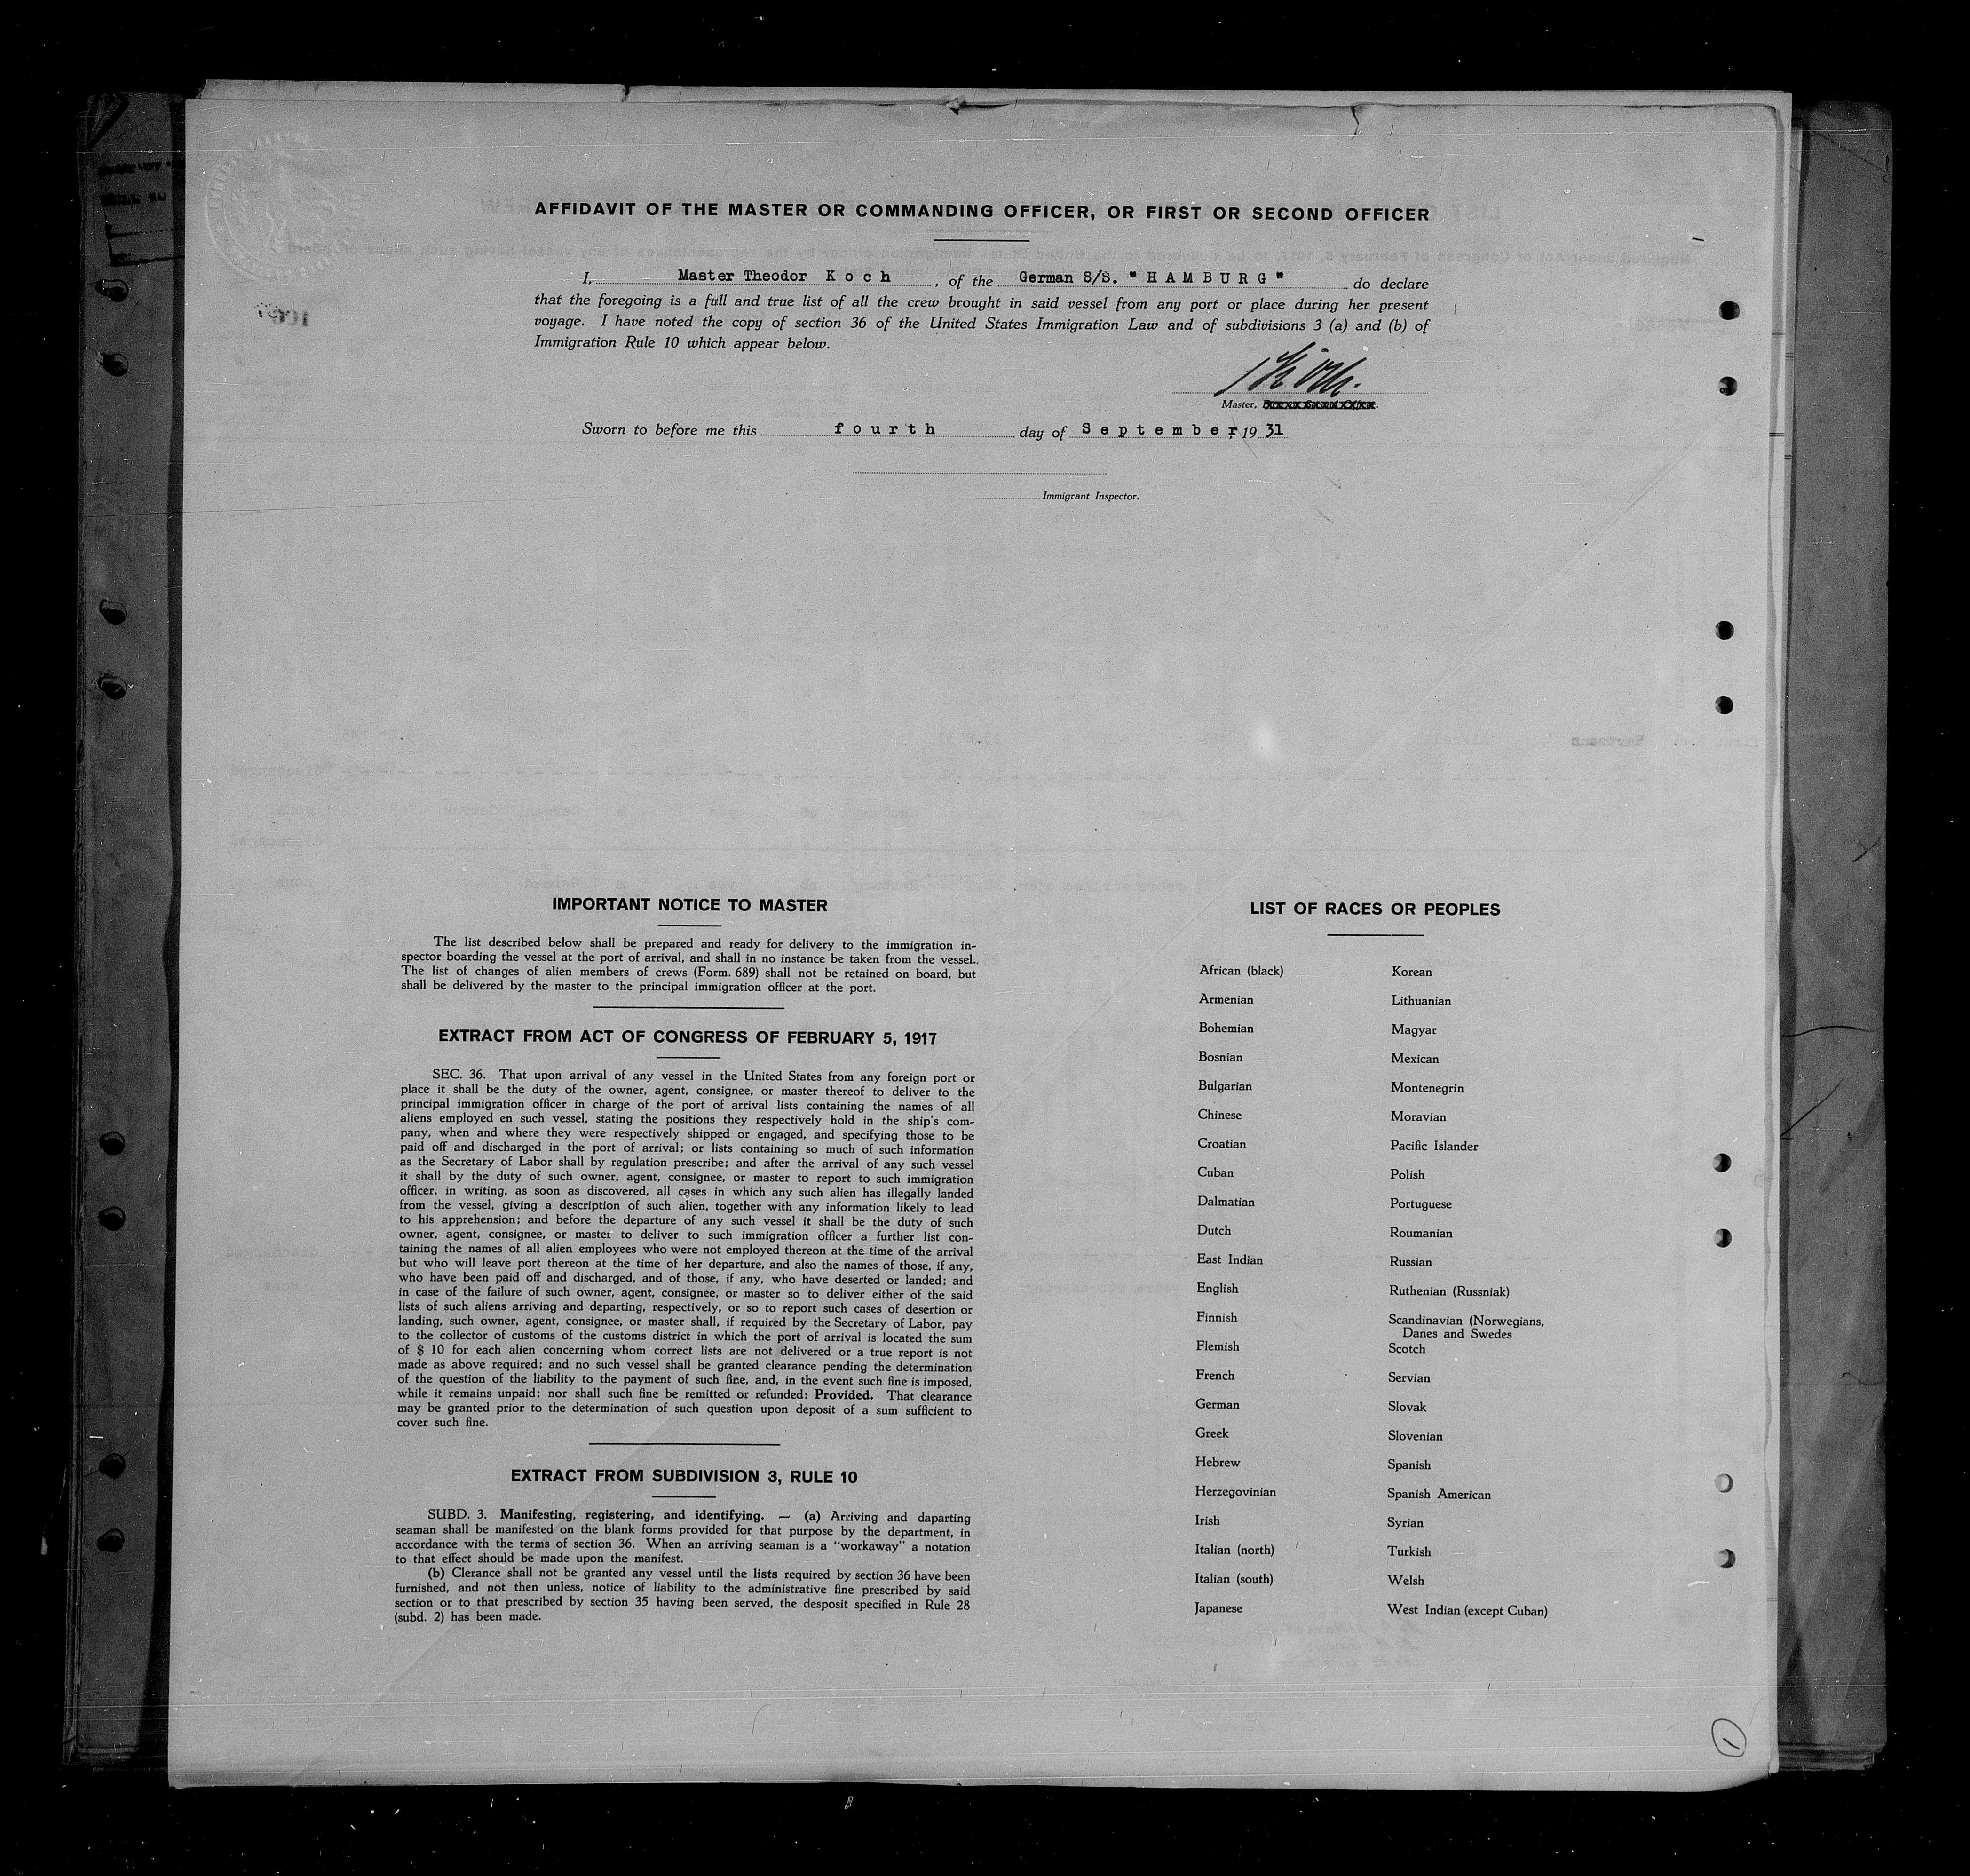 AFFIDAVIT OF THE MASTER OR COMMANDING OFFICER, OR FIRST OR SECOND OFFICER
I, Master Theodor K o c h , of the German S/S. "H A M B U R G" do declare
that the foregoing is a full and true list of all the crew brought in said vessel from any port or place during her present
voyage. I have noted the copy of section 36 of the United States Immigration Law and of subdivisions 3 (a) and (b) of
Immigration Rule 10 which appear below.
Koch.
Master,
Sworn to before me this f o u r t h day of S e p t e m b e r, 19 31
Immigrant Inspector.
IMPORTANT NOTICE TO MASTER
The list described below shall be prepared and ready for delivery to the immigration in-
spector boarding the vessel at the port of arrival, and shall in no instance be taken from the vessel.
The list of changes of alien members of crews (Form. 689) shall not be retained on board, but
shall be delivered by the master to the principal immigration officer at the port.
EXTRACT FROM ACT OF CONGRESS OF FEBRUARY 5, 1917
SEC. 36. That upon arrival of any vessel in the United States from any foreign port or
place it shall be the duty of the owner, agent, consignee, or master thereof to deliver to the
principal immigration officer in charge of the port of arrival lists containing the names of all
aliens employed en such vessel, stating the positions they respectively hold in the ship's com-
pany, when and where they were respectively shipped or engaged, and specifying those to be
paid off and discharged in the port of arrival; or lists containing so much of such information
as the Secretary of Labor shall by regulation prescribe; and after the arrival of any such vessel
it shall by the duty of such owner, agent, consignee, or master to report to such immigration
officer, in writing, as soon as discovered, all cases in which any such alien has illegally landed
from the vessel, giving a description of such alien, together with any information likely to lead
to his apprehension; and before the departure of any such vessel it shall be the duty of such
owner, agent, consignee, or master to deliver to such immigration officer a further list con-
taining the names of all alien employees who were not employed thereon at the time of the arrival
but who will leave port thereon at the time of her departure, and also the names of those, if any,
who have been paid off and discharged, and of those, if any, who have deserted or landed; and
in case of the failure of such owner, agent, consignee, or master so to deliver either of the said
lists of such aliens arriving and departing, respectively, or so to report such cases of desertion or
landing, such owner, agent, consignee, or master shall, if required by the Secretary of Labor, pay
to the collector of customs of the customs district in which the port of arrival is located the sum
of $ 10 for each alien concerning whom correct lists are not delivered or a true report is not
made as above required; and no such vessel shall be granted clearance pending the determination
of the question of the liability to the payment of such fine, and, in the event such fine is imposed,
while it remains unpaid; nor shall such fine be remitted or refunded: Provided. That clearance
may be granted prior to the determination of such question upon deposit of a sum sufficient to
cover such fine.
EXTRACT FROM SUBDIVISION 3, RULE 10
SUBD. 3. Manifesting, registering, and identifying. — (a) Arriving and daparting
seaman shall be manifested on the blank forms provided for that purpose by the department, in
accordance with the terms of section 36. When an arriving seaman is a "workaway" a notation
to that effect should be made upon the manifest.
(b) Clerance shall not be granted any vessel until the lists required by section 36 have been
furnished, and not then unless, notice of liability to the administrative fine prescribed by said
section or to that prescribed by section 35 having been served, the desposit specified in Rule 28
(subd. 2) has been made.
LIST OF RACES OR PEOPLES
African (black) Korean
Armenian Lithuanian
Bohemian Magyar
Bosnian Mexican
Bulgarian Montenegrin
Chinese Moravian
Croatian Pacific Islander
Cuban Polish
Dalmatian Portuguese
Dutch Roumanian
East Indian Russian
English Ruthenian (Russniak)
Finnish Scandinavian (Norwegians,
Danes and Swedes
Flemish Scotch
French Servian
German Slovak
Greek Slovenian
Hebrew Spanish
Herzegovinian Spanish American
Irish Syrian
Italian (north) Turkish
Italian (south) Welsh
Japanese West Indian (except Cuban)
1